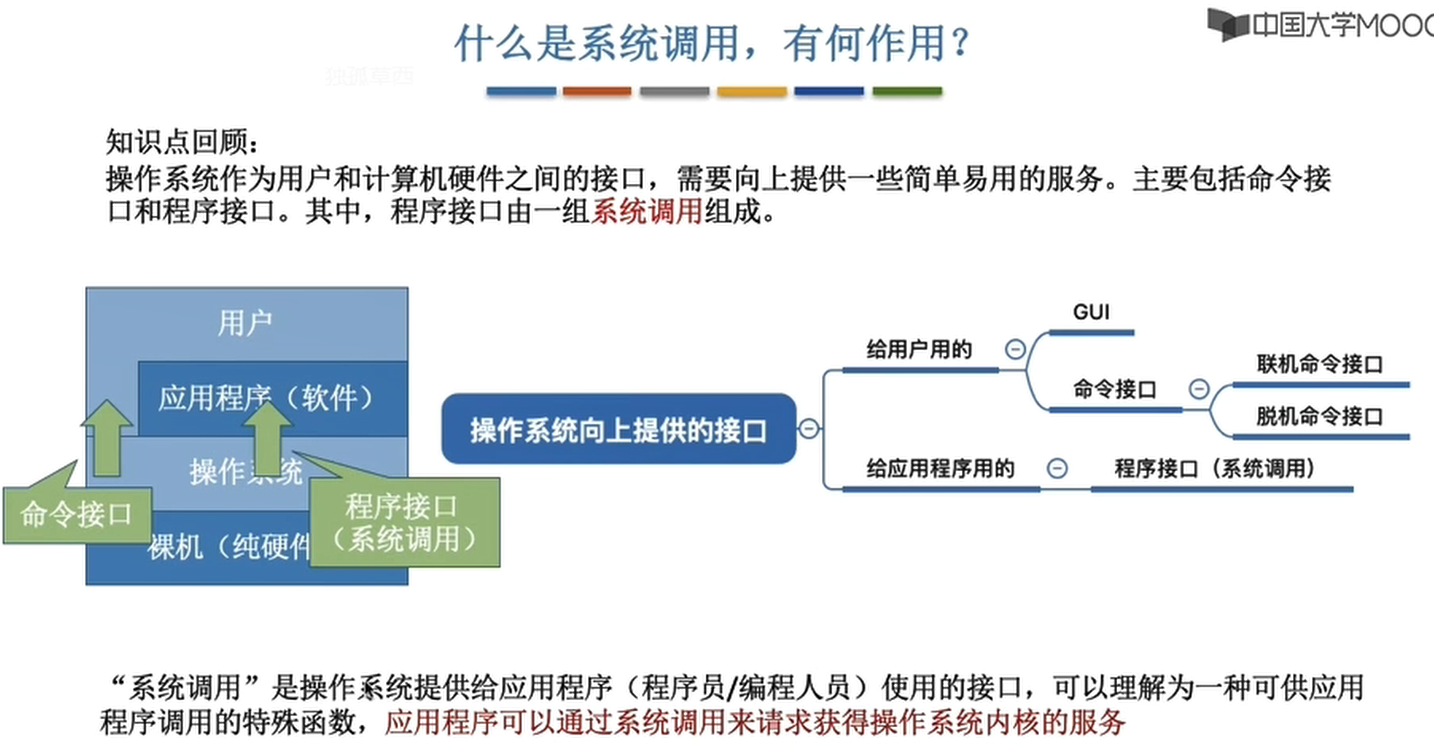 中国大学MOOC
什么是系统调用，有何作用？
独孤草西
知识点回顾：
操作系统作为用户和计算机硬件之间的接口，需要向上提供一些简单易用的服务。主要包括命令接
口和程序接口。其中，程序接口由一组系统调用组成。
用户
应用程序（软件）
操作系统
命令接口
程序接口
（系统调用）
裸机（纯硬件
操作系统向上提供的接口
给用户用的
GUI
命令接口
联机命令接口
脱机命令接口
给应用程序用的
程序接口（系统调用）
“系统调用”是操作系统提供给应用程序（程序员/编程人员）使用的接口，可以理解为一种可供应用
程序调用的特殊函数，应用程序可以通过系统调用来请求获得操作系统内核的服务